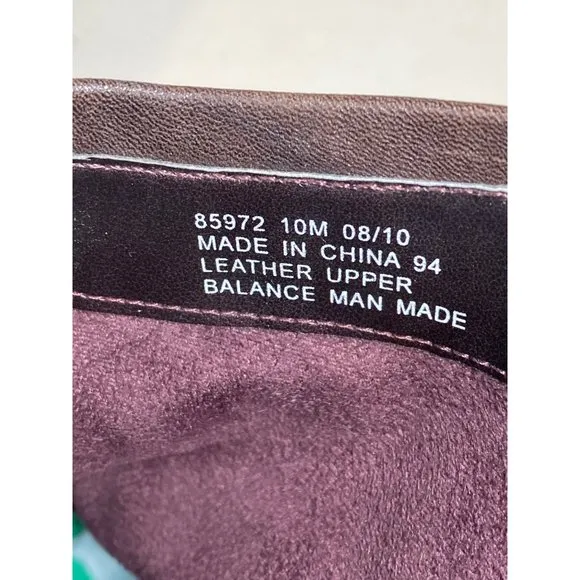 85972 10M 08/10
MADE IN CHINA 94
LEATHER UPPER
BALANCE MAN MADE